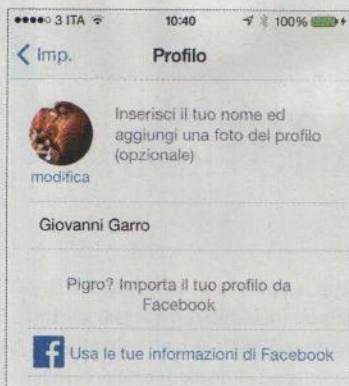 3 ITA 10:40 100%
Imp. Profilo
Inserisci il tuo nome ed
aggiungi una foto del profilo
(opzionale)
modifica
Giovanni Garro
Pigro? Importa il tuo profilo da
Facebook
f Usa le tue informazioni di Facebook